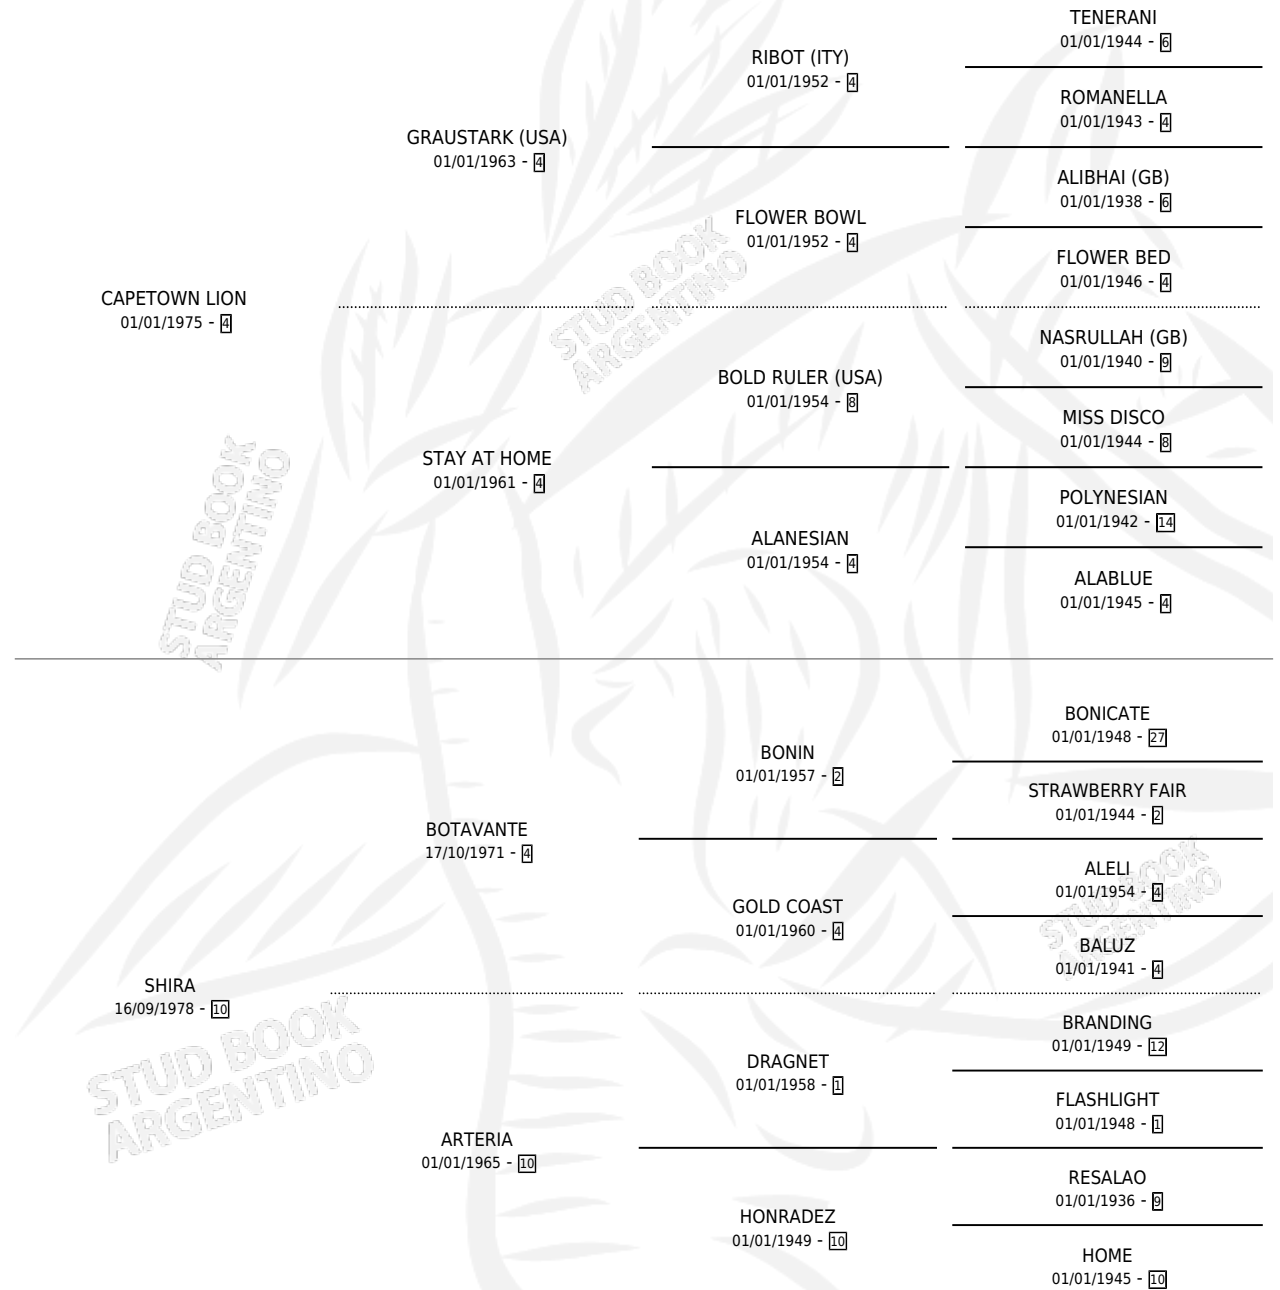 TENERANI
01/01/1944 - 6
RIBOT (ITY)
01/01/1952 - 4
ROMANELLA
01/01/1943 - 4
GRAUSTARK (USA)
01/01/1963 - 4
ALIBHAI (GB)
01/01/1938 - 6
FLOWER BOWL
01/01/1952 - 4
FLOWER BED
01/01/1946 - 4
CAPETOWN LION
01/01/1975 - 4
NASRULLAH (GB)
01/01/1940 - 9
BOLD RULER (USA)
01/01/1954 - 8
MISS DISCO
01/01/1944 - 8
STAY AT HOME
01/01/1961 - 4
POLYNESIAN
01/01/1942 - 14
ALANESIAN
01/01/1954 - 4
ALABLUE
01/01/1945 - 4
STUD BOOK
ARGENTINO
STUD BOOK
ARGENTINO
BONICATE
01/01/1948 - 27
BONIN
01/01/1957 - 2
STRAWBERRY FAIR
01/01/1944 - 2
BOTAVANTE
17/10/1971 - 4
ALELI
01/01/1954 - 4
GOLD COAST
01/01/1960 - 4
BALUZ
01/01/1941 - 4
STUD BOOK
ARGENTINO
SHIRA
16/09/1978 - 10
BRANDING
01/01/1949 - 12
DRAGNET
01/01/1958 - 1
FLASHLIGHT
01/01/1948 - 1
ARTERIA
01/01/1965 - 10
RESALAO
01/01/1936 - 9
HONRADEZ
01/01/1949 - 10
HOME
01/01/1945 - 10
STUD BOOK
ARGENTINO